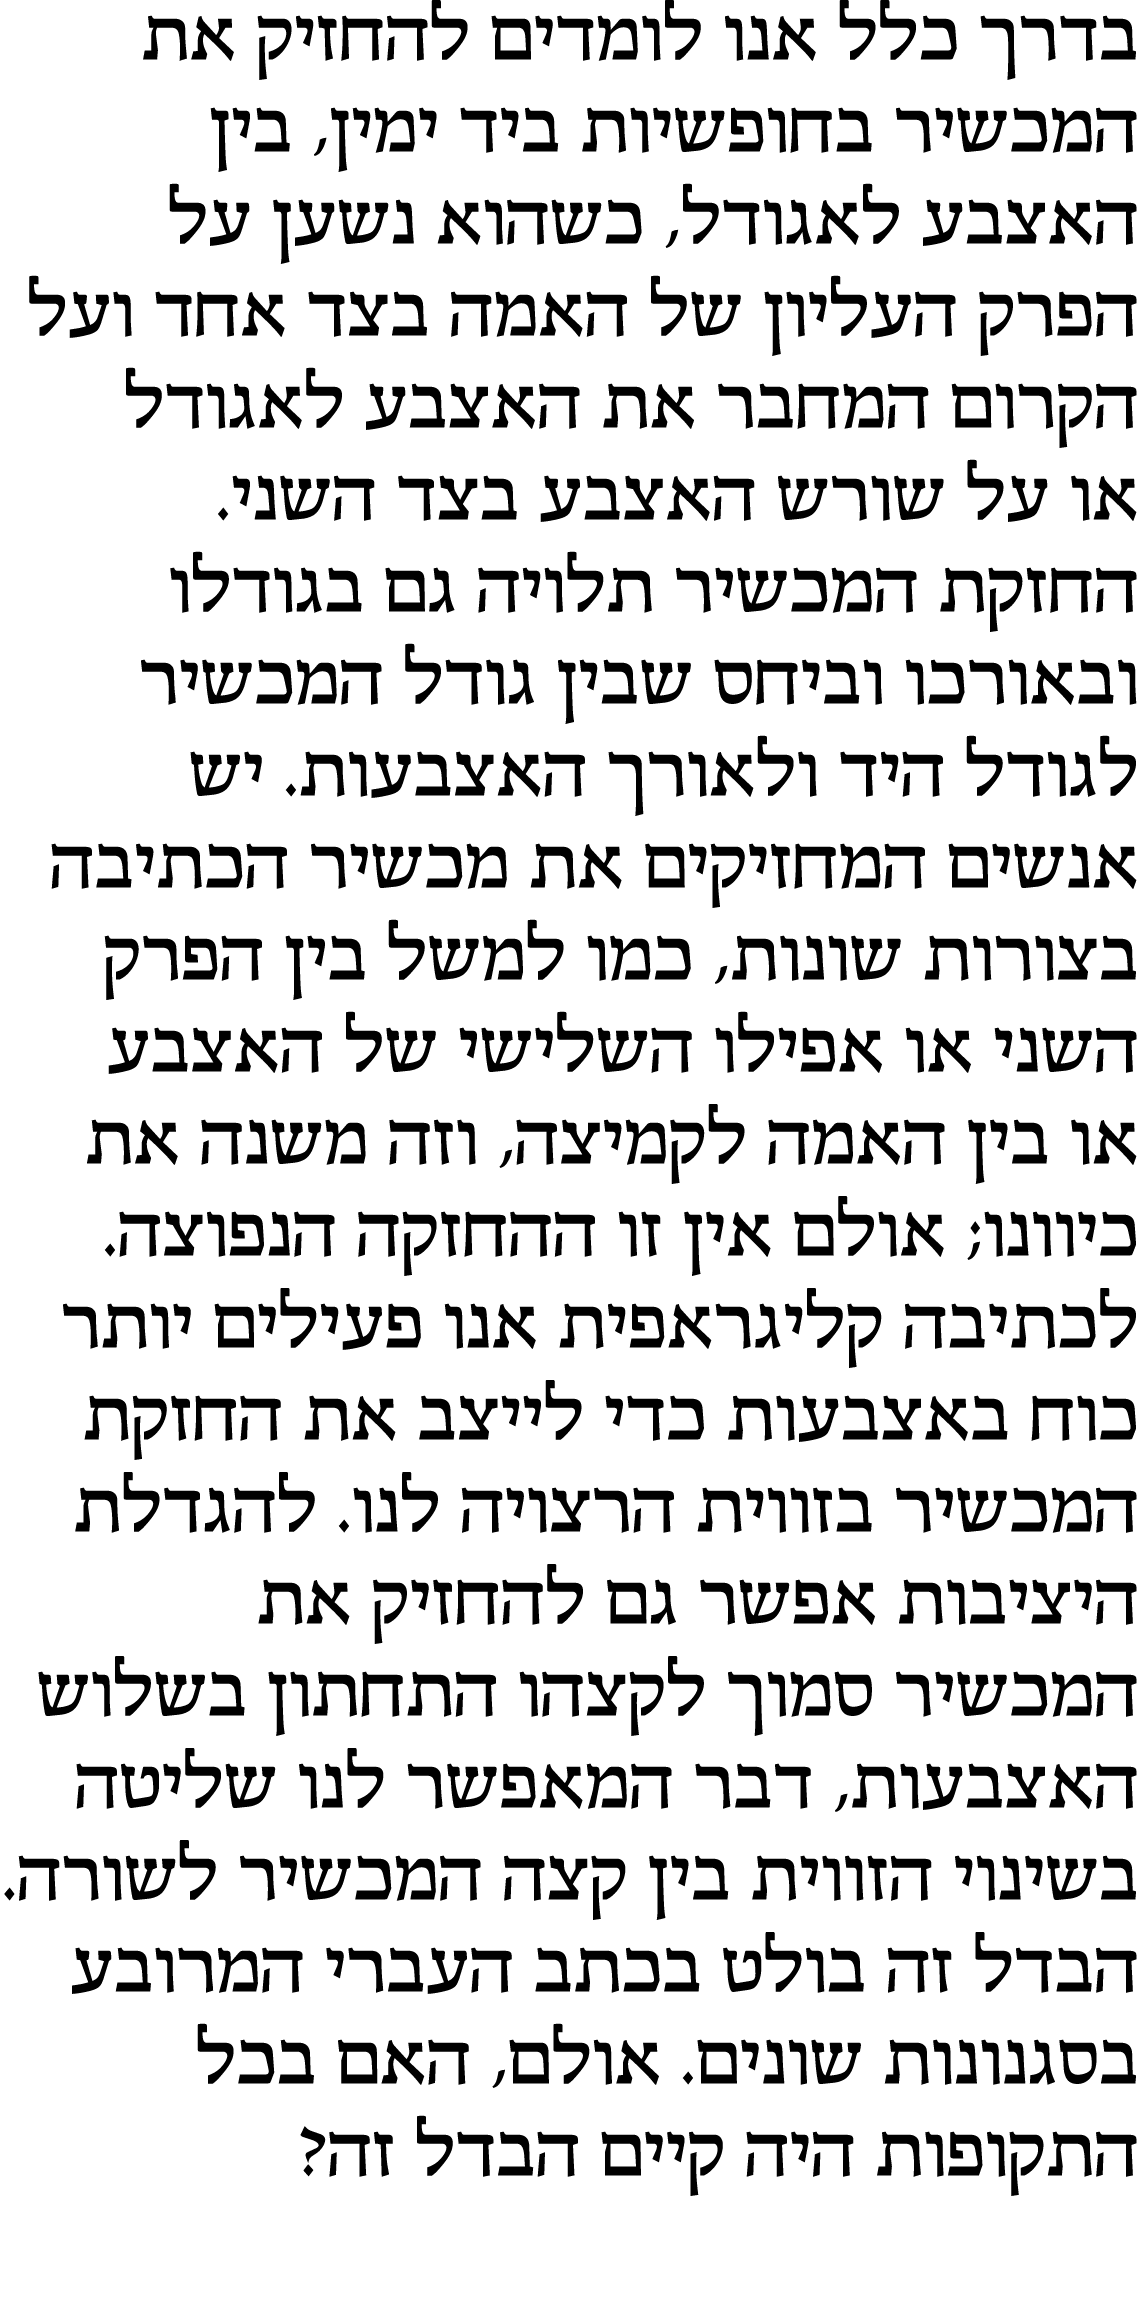 בדרך כלל אנו לומדים להחזיק את
המכשיר בחופשיות ביד ימין, בין
האצבע לאגודל, כשהוא נשען על
הפרק העליון של האמה בצד אחד ועל
הקרום המחבר את האצבע לאגודל
או על שורש האצבע בצד השני.
החזקת המכשיר תלויה גם בגודלו
ובאורכו וביחס שבין גודל המכשיר
לגודל היד ולאורך האצבעות. יש
אנשים המחזיקים את מכשיר הכתיבה
בצורות שונות, כמו למשל בין הפרק
השני או אפילו השלישי של האצבע
או בין האמה לקמיצה, וזה משנה את
כיוונו; אולם אין זו ההחזקה הנפוצה.
לכתיבה קליגראפית אנו פעילים יותר
כוח באצבעות כדי לייצב את החזקת
המכשיר בזווית הרצויה לנו. להגדלת
היציבות אפשר גם להחזיק את
המכשיר סמוך לקצהו התחתון בשלוש
האצבעות, דבר המאפשר לנו שליטה
בשינוי הזווית בין קצה המכשיר לשורה.
הבדל זה בולט בכתב העברי המרובע
בסגנונות שונים. אולם, האם בכל
התקופות היה קיים הבדל זה?